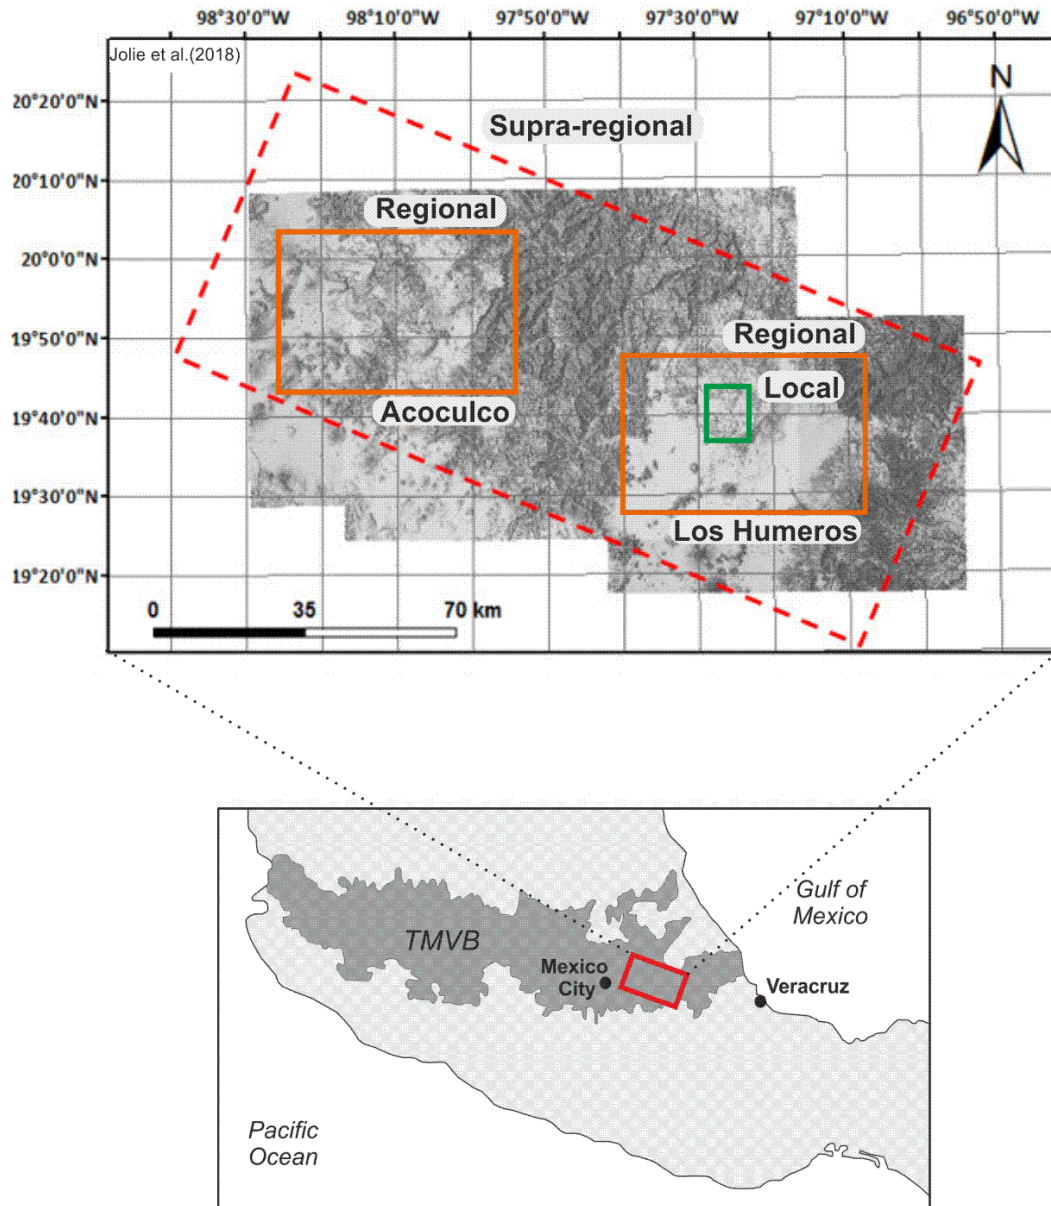 98°30'0"W 98°10'0"W 97°50'0"W 97°30'0"W 97°10'0"W 96°50'0"W
Jolie et al.(2018)
N
20°20'0"N
Supra-regional
20°10'0"N
Regional
20°0'0"N
19°50'0"N
Regional
Local
19°40'0"N
Acoculco
19°30'0"N
Los Humeros
19°20'0"N
0 35 70 km
Gulf of
Mexico
TMVB
Mexico
City
Veracruz
Pacific
Ocean